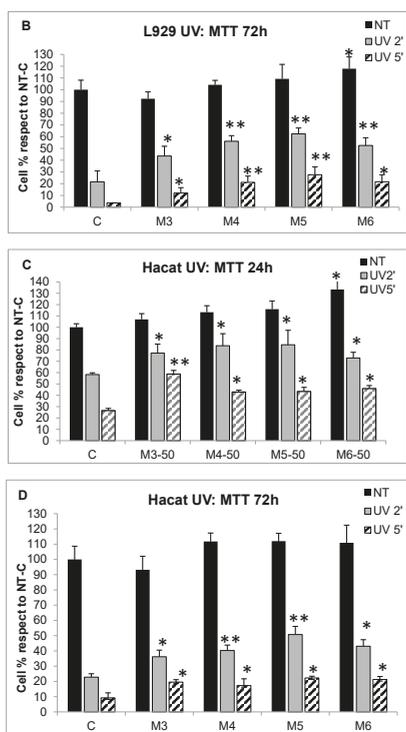 B
L929 UV: MTT 72h
NT
UV 2'
UV 5'
Cell % respect to NT-C
130
120
110
100
90
80
70
60
50
40
30
20
10
0
* * * ** ** ** ** ** *
C M3 M4 M5 M6
C
Hacat UV: MTT 24h
NT
UV2'
UV5'
Cell % respect to NT-C
140
130
120
110
100
90
80
70
60
50
40
30
20
10
0
* ** * * * * * * *
C M3-50 M4-50 M5-50 M6-50
D
Hacat UV: MTT 72h
NT
UV 2'
UV 5'
Cell % respect to NT-C
130
120
110
100
90
80
70
60
50
40
30
20
10
0
* * ** * ** * * *
C M3 M4 M5 M6